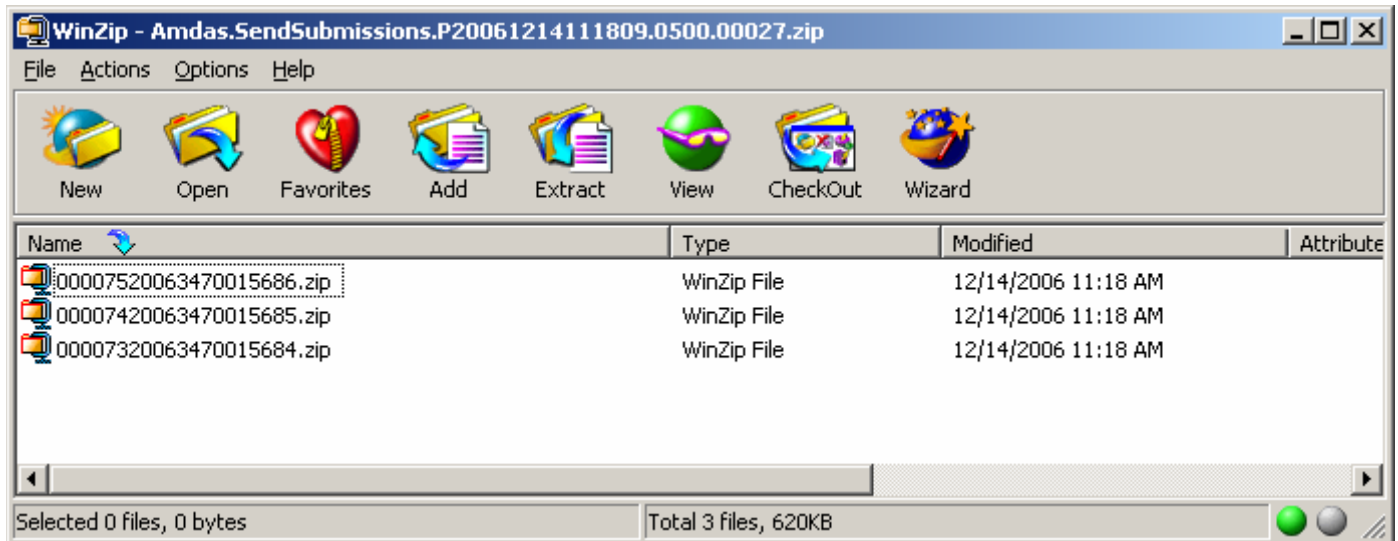 WinZip - Amdas.SendSubmissions.P20061214111809.0500.00027.zip
File Actions Options Help
New Open Favorites Add Extract View CheckOut Wizard
Name Type Modified Attribute
00007520063470015686.zip WinZip File 12/14/2006 11:18 AM
00007420063470015685.zip WinZip File 12/14/2006 11:18 AM
00007320063470015684.zip WinZip File 12/14/2006 11:18 AM
Selected 0 files, 0 bytes Total 3 files, 620KB